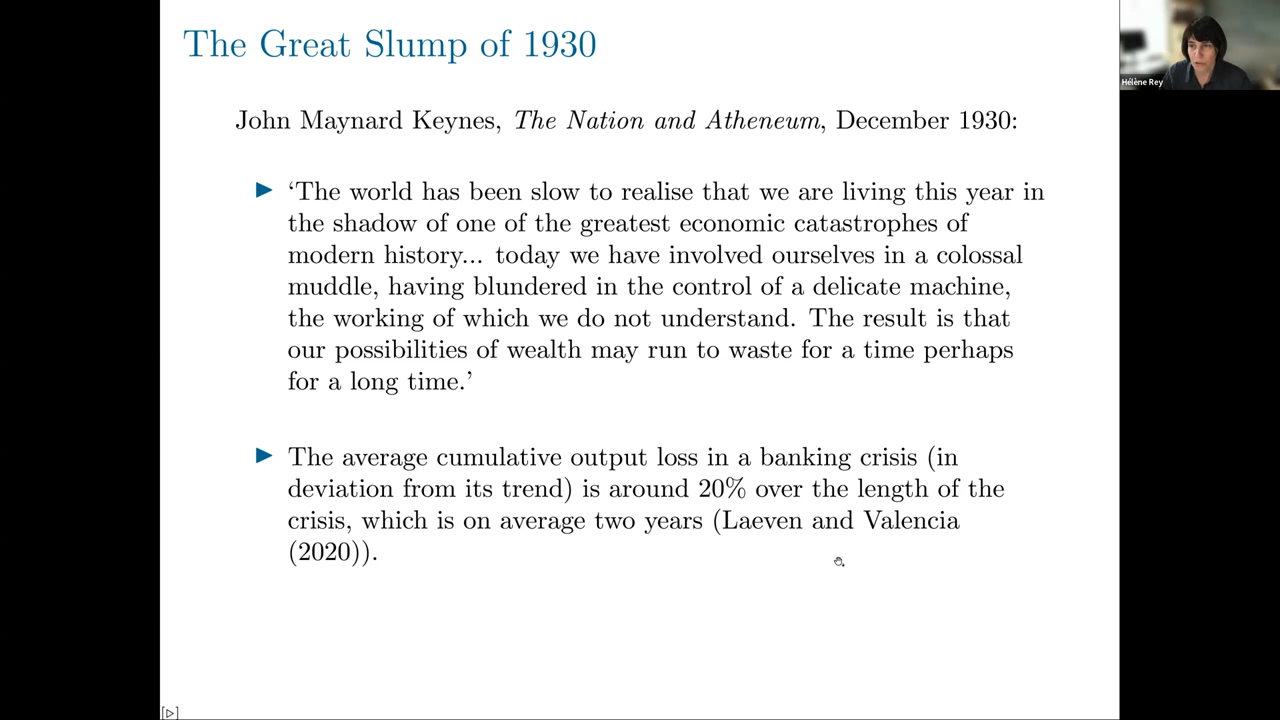 The Great Slump of 1930
Hélène Rey
John Maynard Keynes, The Nation and Atheneum, December 1930:
‘The world has been slow to realise that we are living this year in
the shadow of one of the greatest economic catastrophes of
modern history... today we have involved ourselves in a colossal
muddle, having blundered in the control of a delicate machine,
the working of which we do not understand. The result is that
our possibilities of wealth may run to waste for a time perhaps
for a long time.’
The average cumulative output loss in a banking crisis (in
deviation from its trend) is around 20% over the length of the
crisis, which is on average two years (Laeven and Valencia
(2020)).